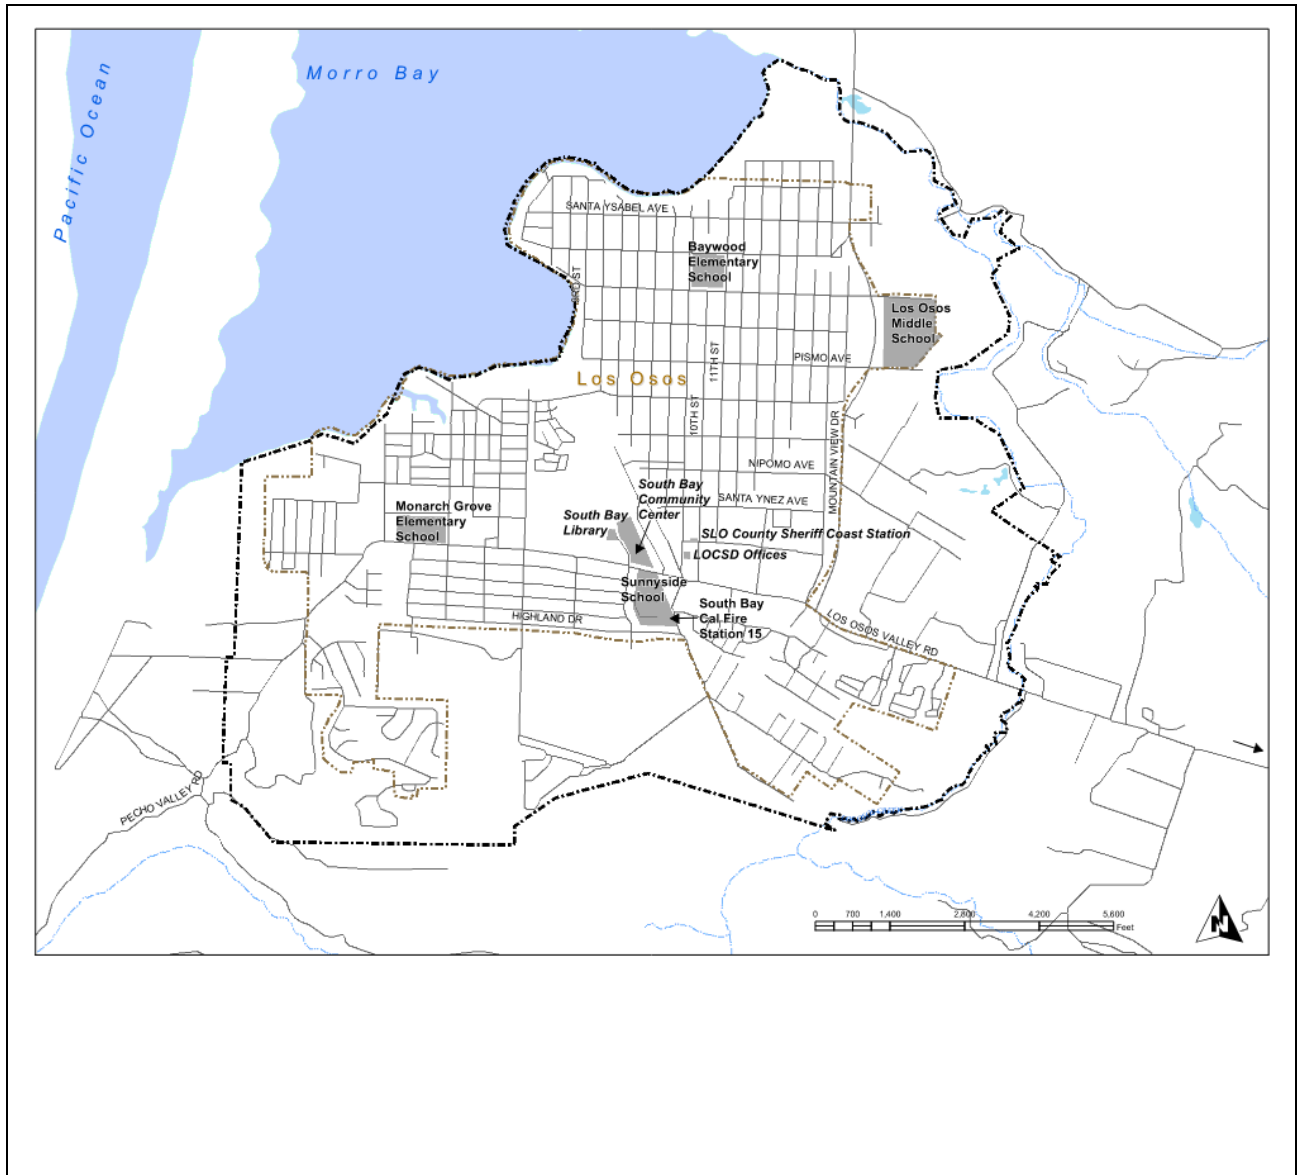 Morro Bay
Pacific Ocean
SANTA YSABEL AVE
Baywood
Elementary
School
3RD ST
Los Osos
Middle
School
PISMO AVE
11TH ST
Los Osos
10TH ST
MOUNTAIN VIEW DR
NIPOMO AVE
SANTA YNEZ AVE
South Bay
Community
Center
Monarch Grove
Elementary
School
South Bay
Library
SLO County Sheriff Coast Station
LOCSD Offices
Sunnyside
School
South Bay
Cal Fire
Station 15
HIGHLAND DR
LOS OSOS VALLEY RD
PECHO VALLEY RD
0 700 1,400 2,800 4,200 5,600
Feet
N